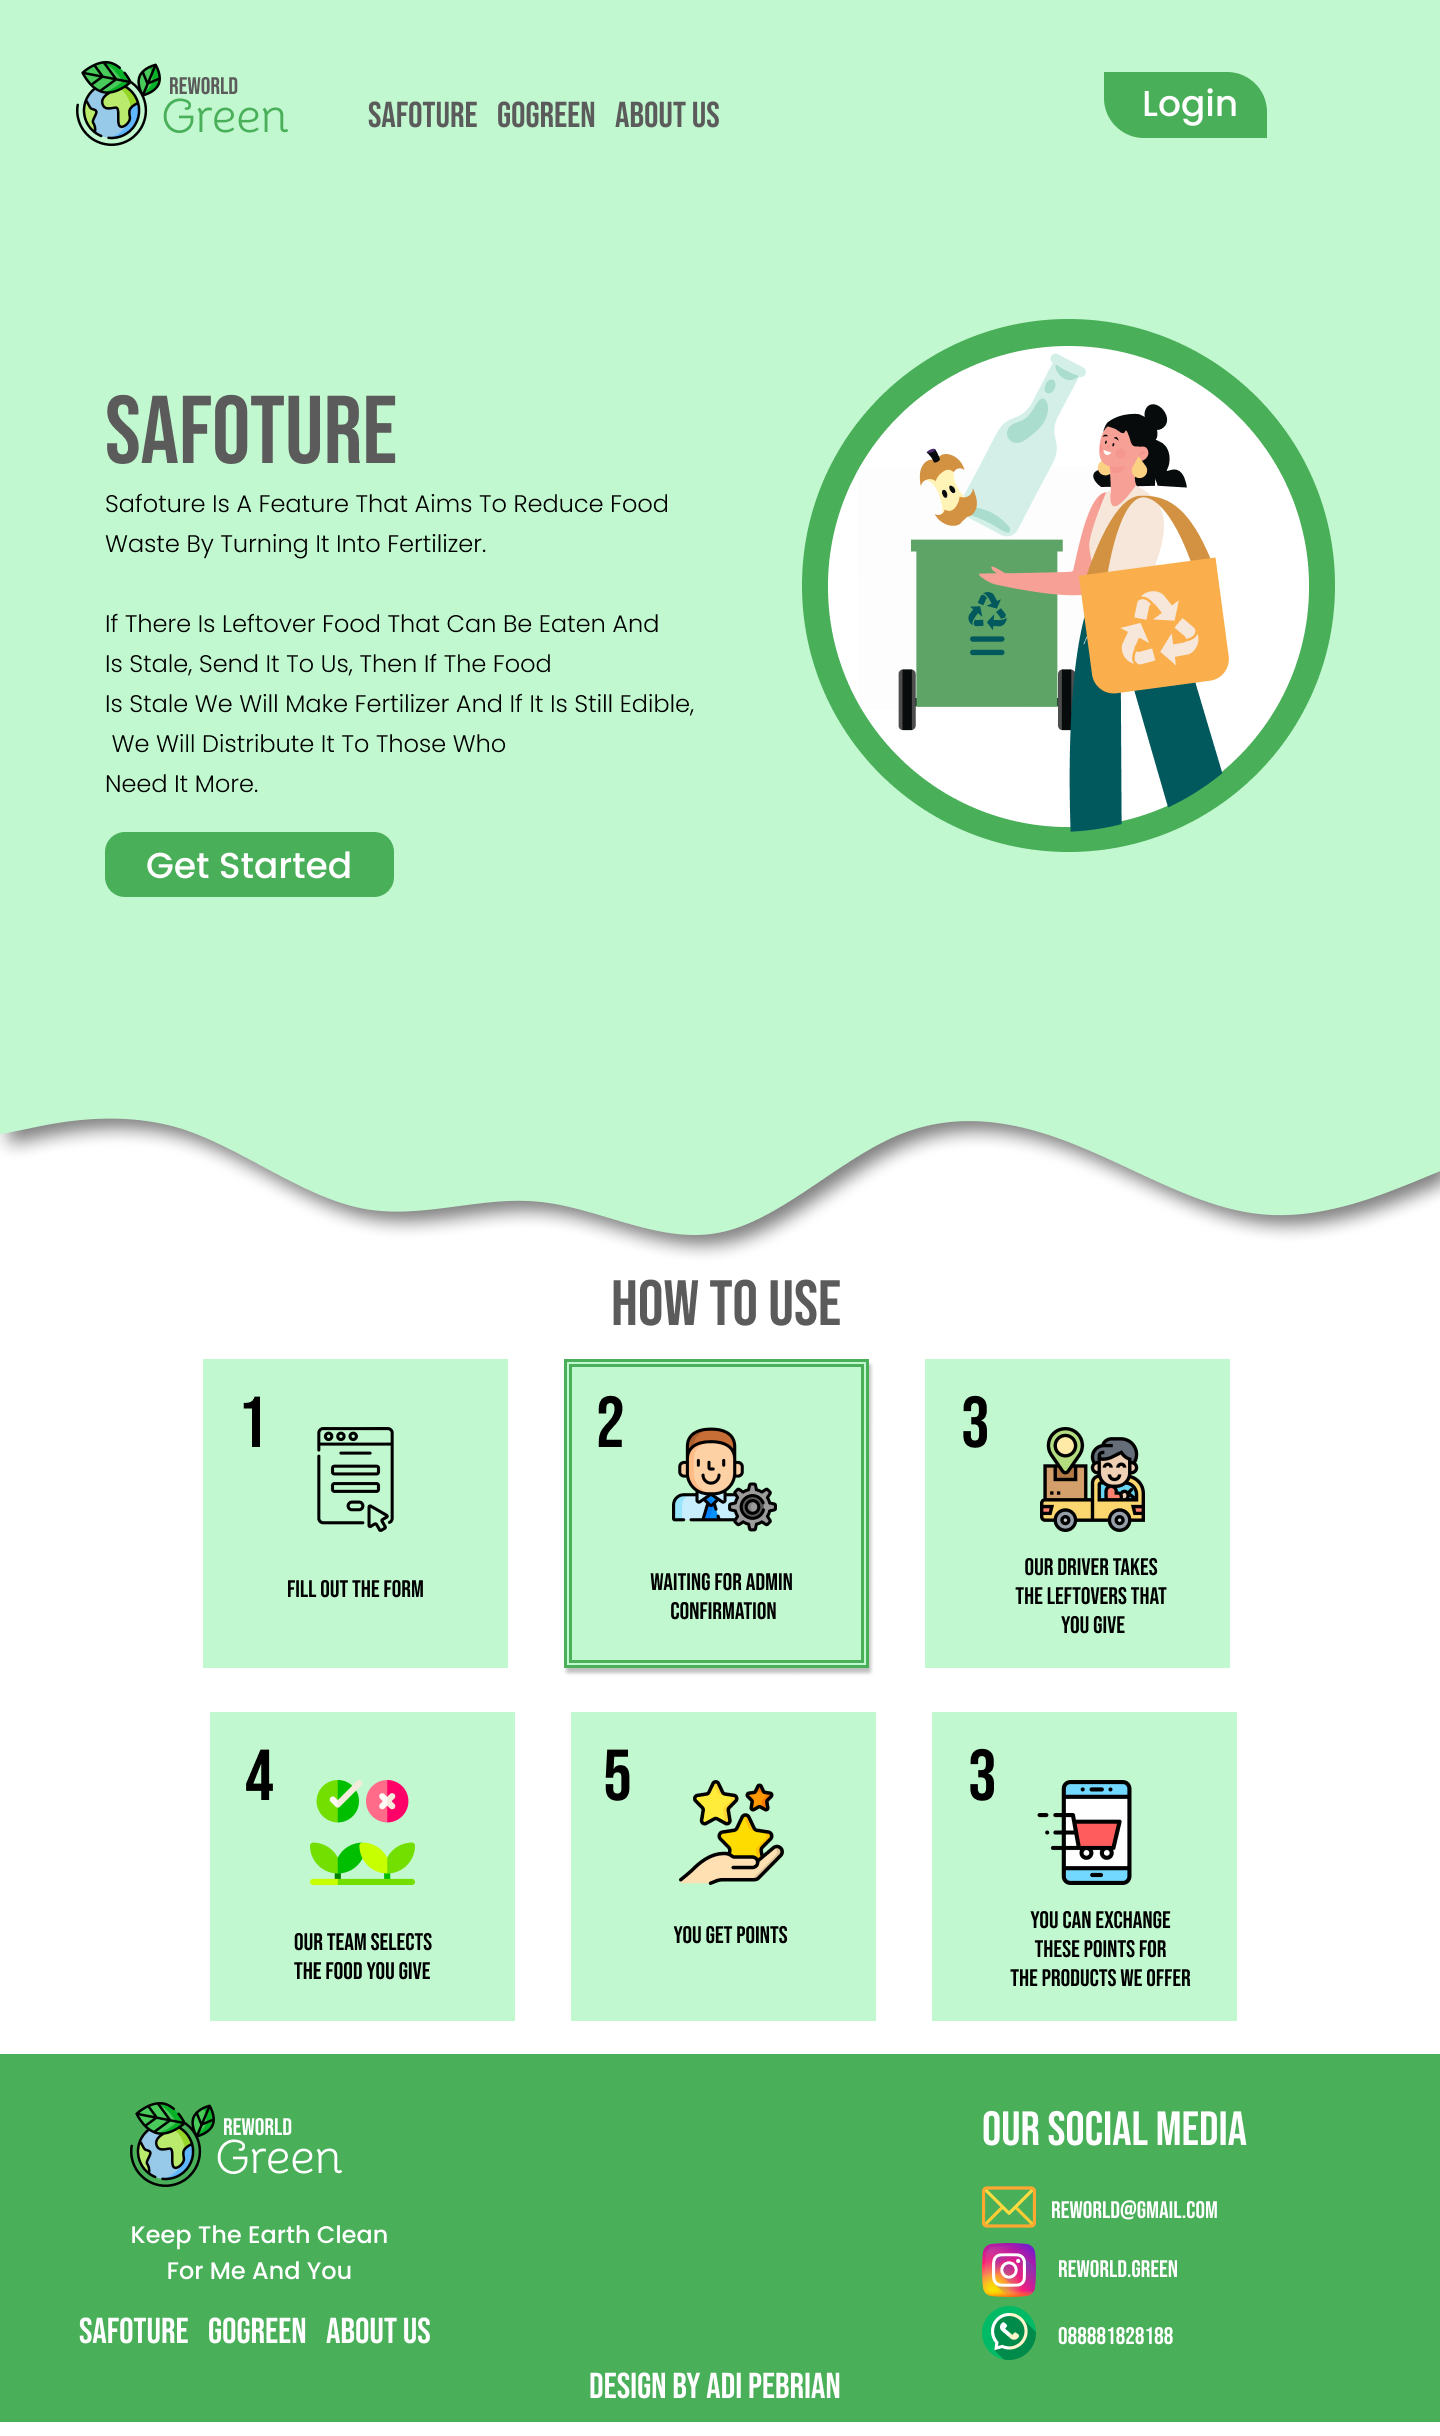 REWORLD
Green
SAFOTURE GOGREEN ABOUT US
Login
SAFOTURE
Safoture Is A Feature That Aims To Reduce Food
Waste By Turning It Into Fertilizer.
If There Is Leftover Food That Can Be Eaten And
Is Stale, Send It To Us, Then If The Food
Is Stale We Will Make Fertilizer And If It Is Still Edible,
We Will Distribute It To Those Who
Need It More.
Get Started
HOW TO USE
1
FILL OUT THE FORM
2
WAITING FOR ADMIN
CONFIRMATION
3
OUR DRIVER TAKES
THE LEFTOVERS THAT
YOU GIVE
4
OUR TEAM SELECTS
THE FOOD YOU GIVE
5
YOU GET POINTS
3
YOU CAN EXCHANGE
THESE POINTS FOR
THE PRODUCTS WE OFFER
REWORLD
Green
Keep The Earth Clean
For Me And You
SAFOTURE GOGREEN ABOUT US
OUR SOCIAL MEDIA
REWORLD@GMAIL.COM
REWORLD.GREEN
088881828188
DESIGN BY ADI PEBRIAN